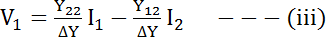 V₁ = Y₂₂/ΔY I₁ − Y₁₂/ΔY I₂ − − − (iii)